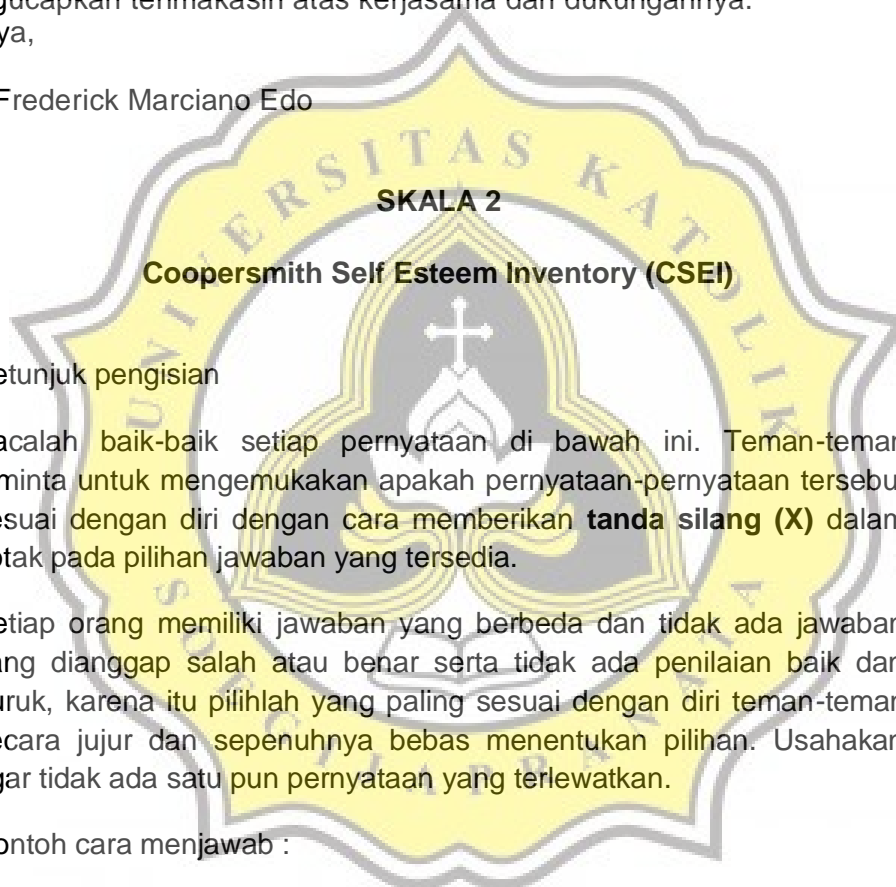 gucapkan terimakasih atas kerjasama dan dukungannya.
ya,
Frederick Marciano Edo
SKALA 2
Coopersmith Self Esteem Inventory (CSEI)
etunjuk pengisian
acalah baik-baik setiap pernyataan di bawah ini. Teman-teman
minta untuk mengemukakan apakah pernyataan-pernyataan tersebu
esuai dengan diri dengan cara memberikan tanda silang (X) dalam
otak pada pilihan jawaban yang tersedia.
etiap orang memiliki jawaban yang berbeda dan tidak ada jawaban
ang dianggap salah atau benar serta tidak ada penilaian baik dan
uruk, karena itu pilihlah yang paling sesuai dengan diri teman-teman
ecara jujur dan sepenuhnya bebas menentukan pilihan. Usahakan
gar tidak ada satu pun pernyataan yang terlewatkan.
ontoh cara menjawab :
UNIVERSITAS KATOLIK
SOEGIJAPRANATA